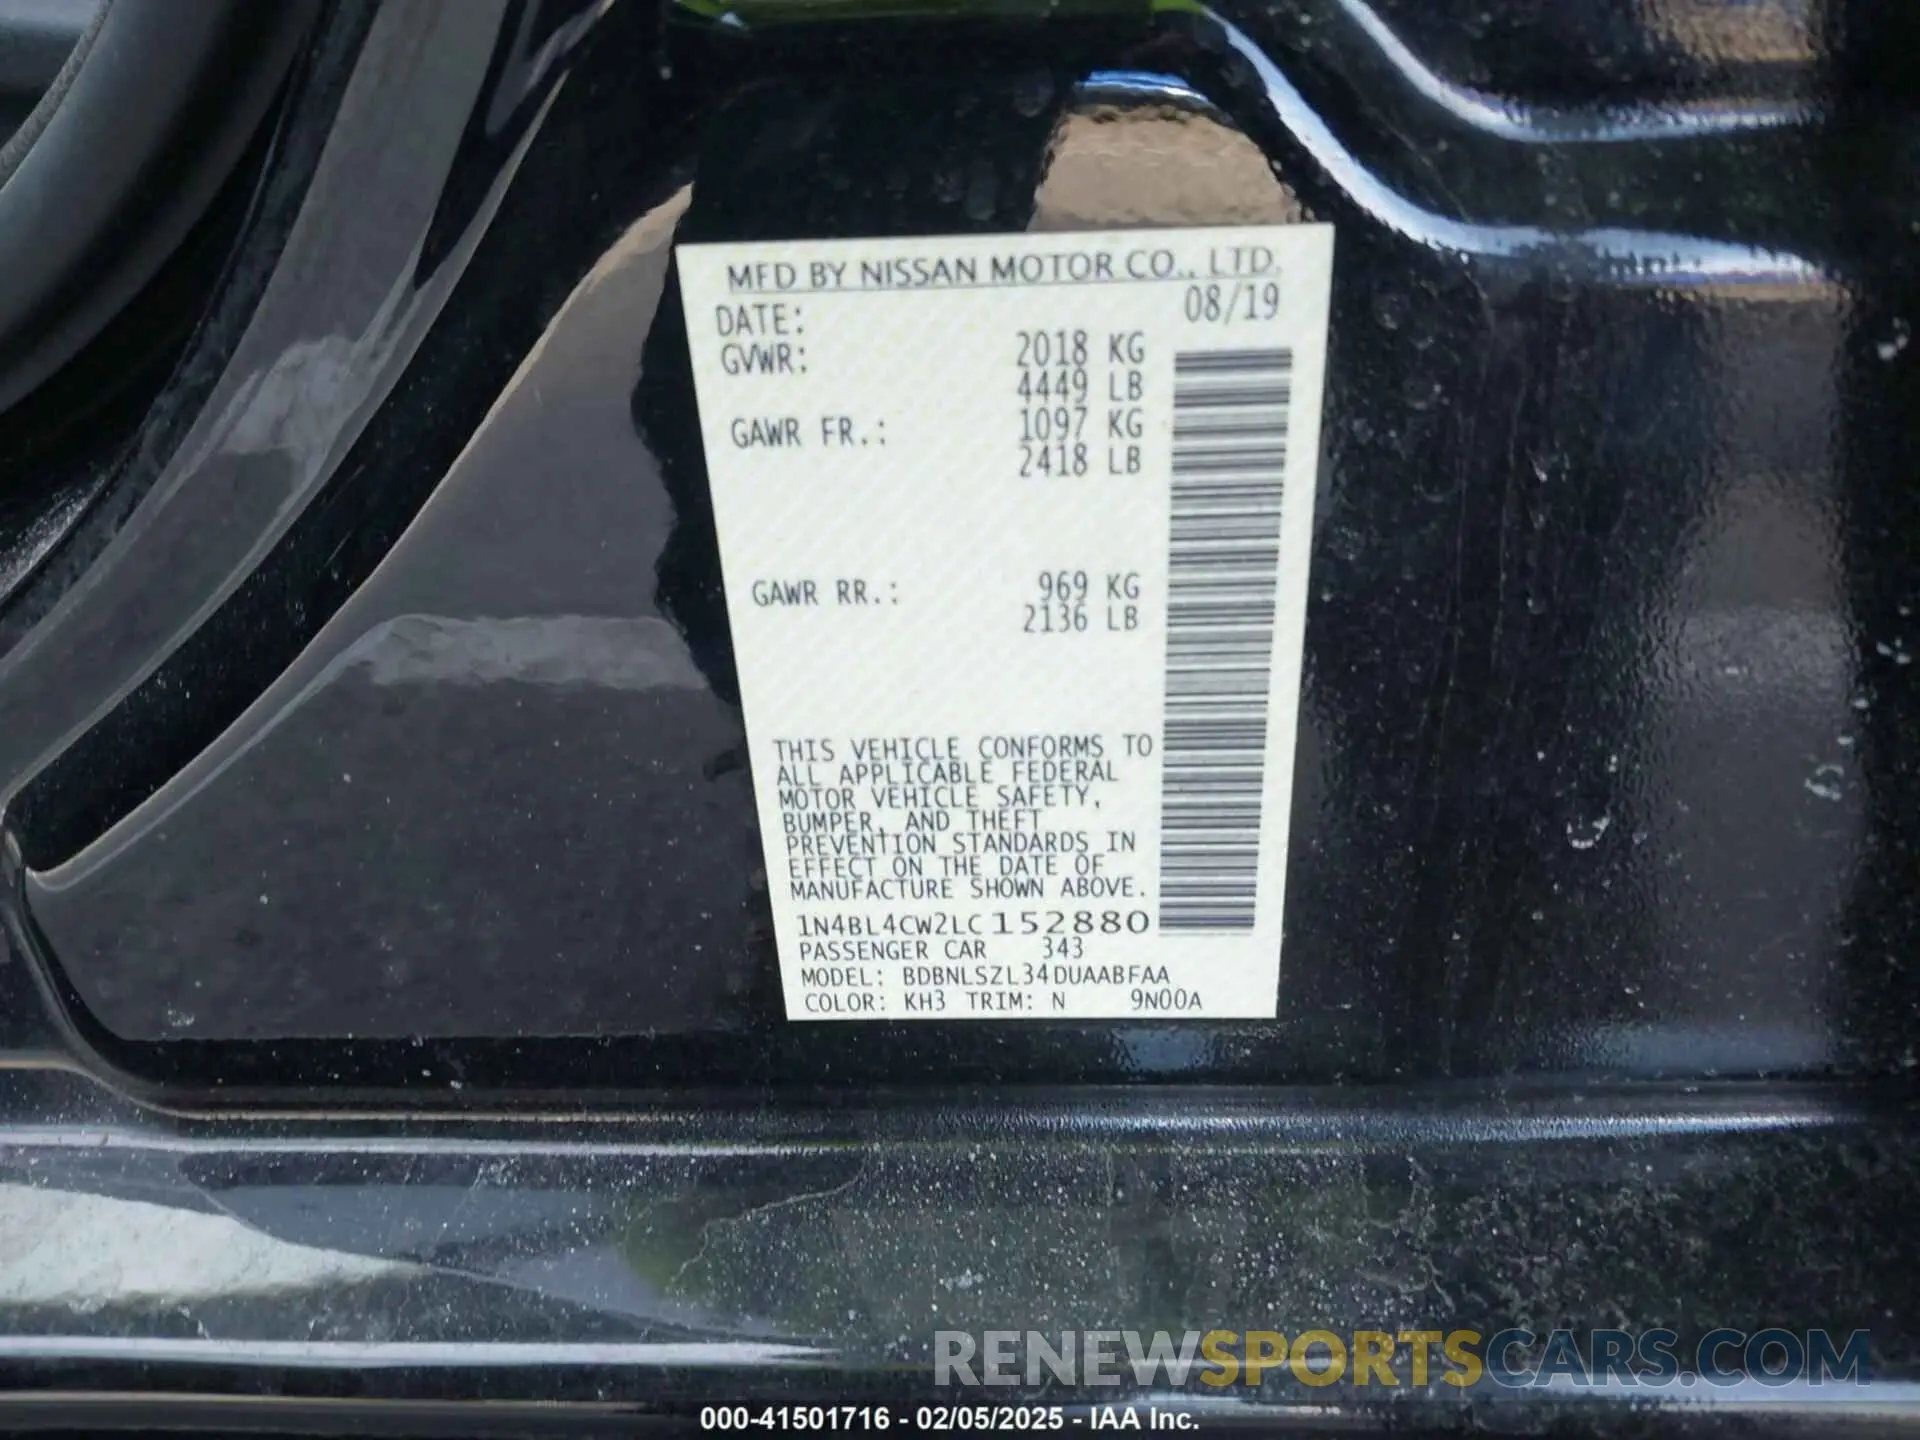 MFD BY NISSAN MOTOR CO., LTD.
DATE: 08/19
GVWR: 2018 KG
4449 LB
GAWR FR.: 1097 KG
2418 LB
GAWR RR.: 969 KG
2136 LB
THIS VEHICLE CONFORMS TO
ALL APPLICABLE FEDERAL
MOTOR VEHICLE SAFETY,
BUMPER, AND THEFT
PREVENTION STANDARDS IN
EFFECT ON THE DATE OF
MANUFACTURE SHOWN ABOVE.
1N4BL4CW2LC152880
PASSENGER CAR 343
MODEL: BDBNLSZL34DUAABFAA
COLOR: KH3 TRIM: N 9N00A
RENEWSPORTSCARS.COM
000-41501716 - 02/05/2025 - IAA Inc.